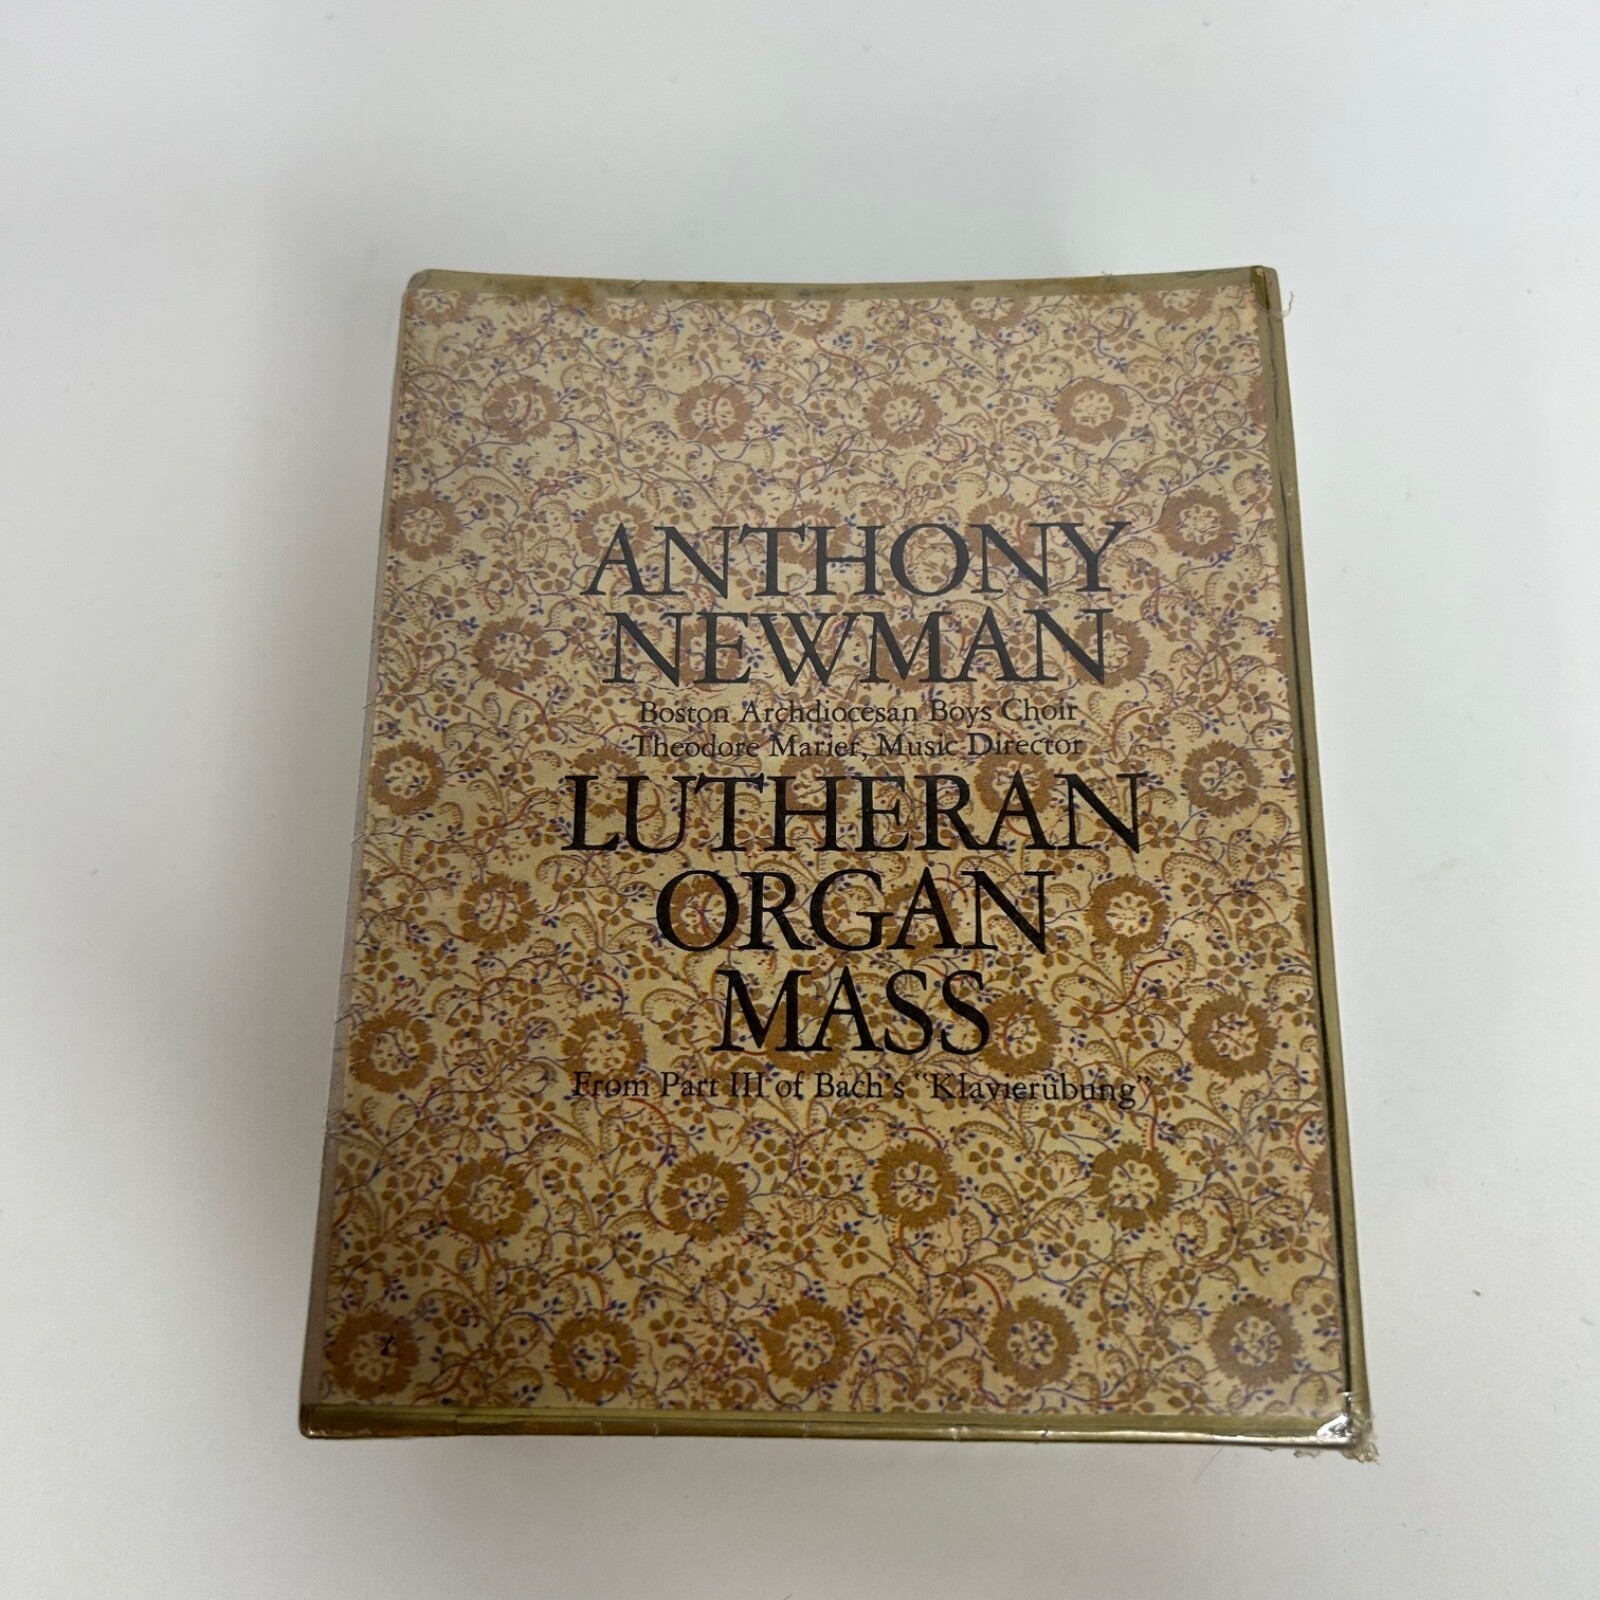 ANTHONY
NEWMAN
Boston Archdiocesan Boys Choir
Theodore Marier, Music Director
LUTHERAN
ORGAN
MASS
From Part III of Bach's "Klavierübung"